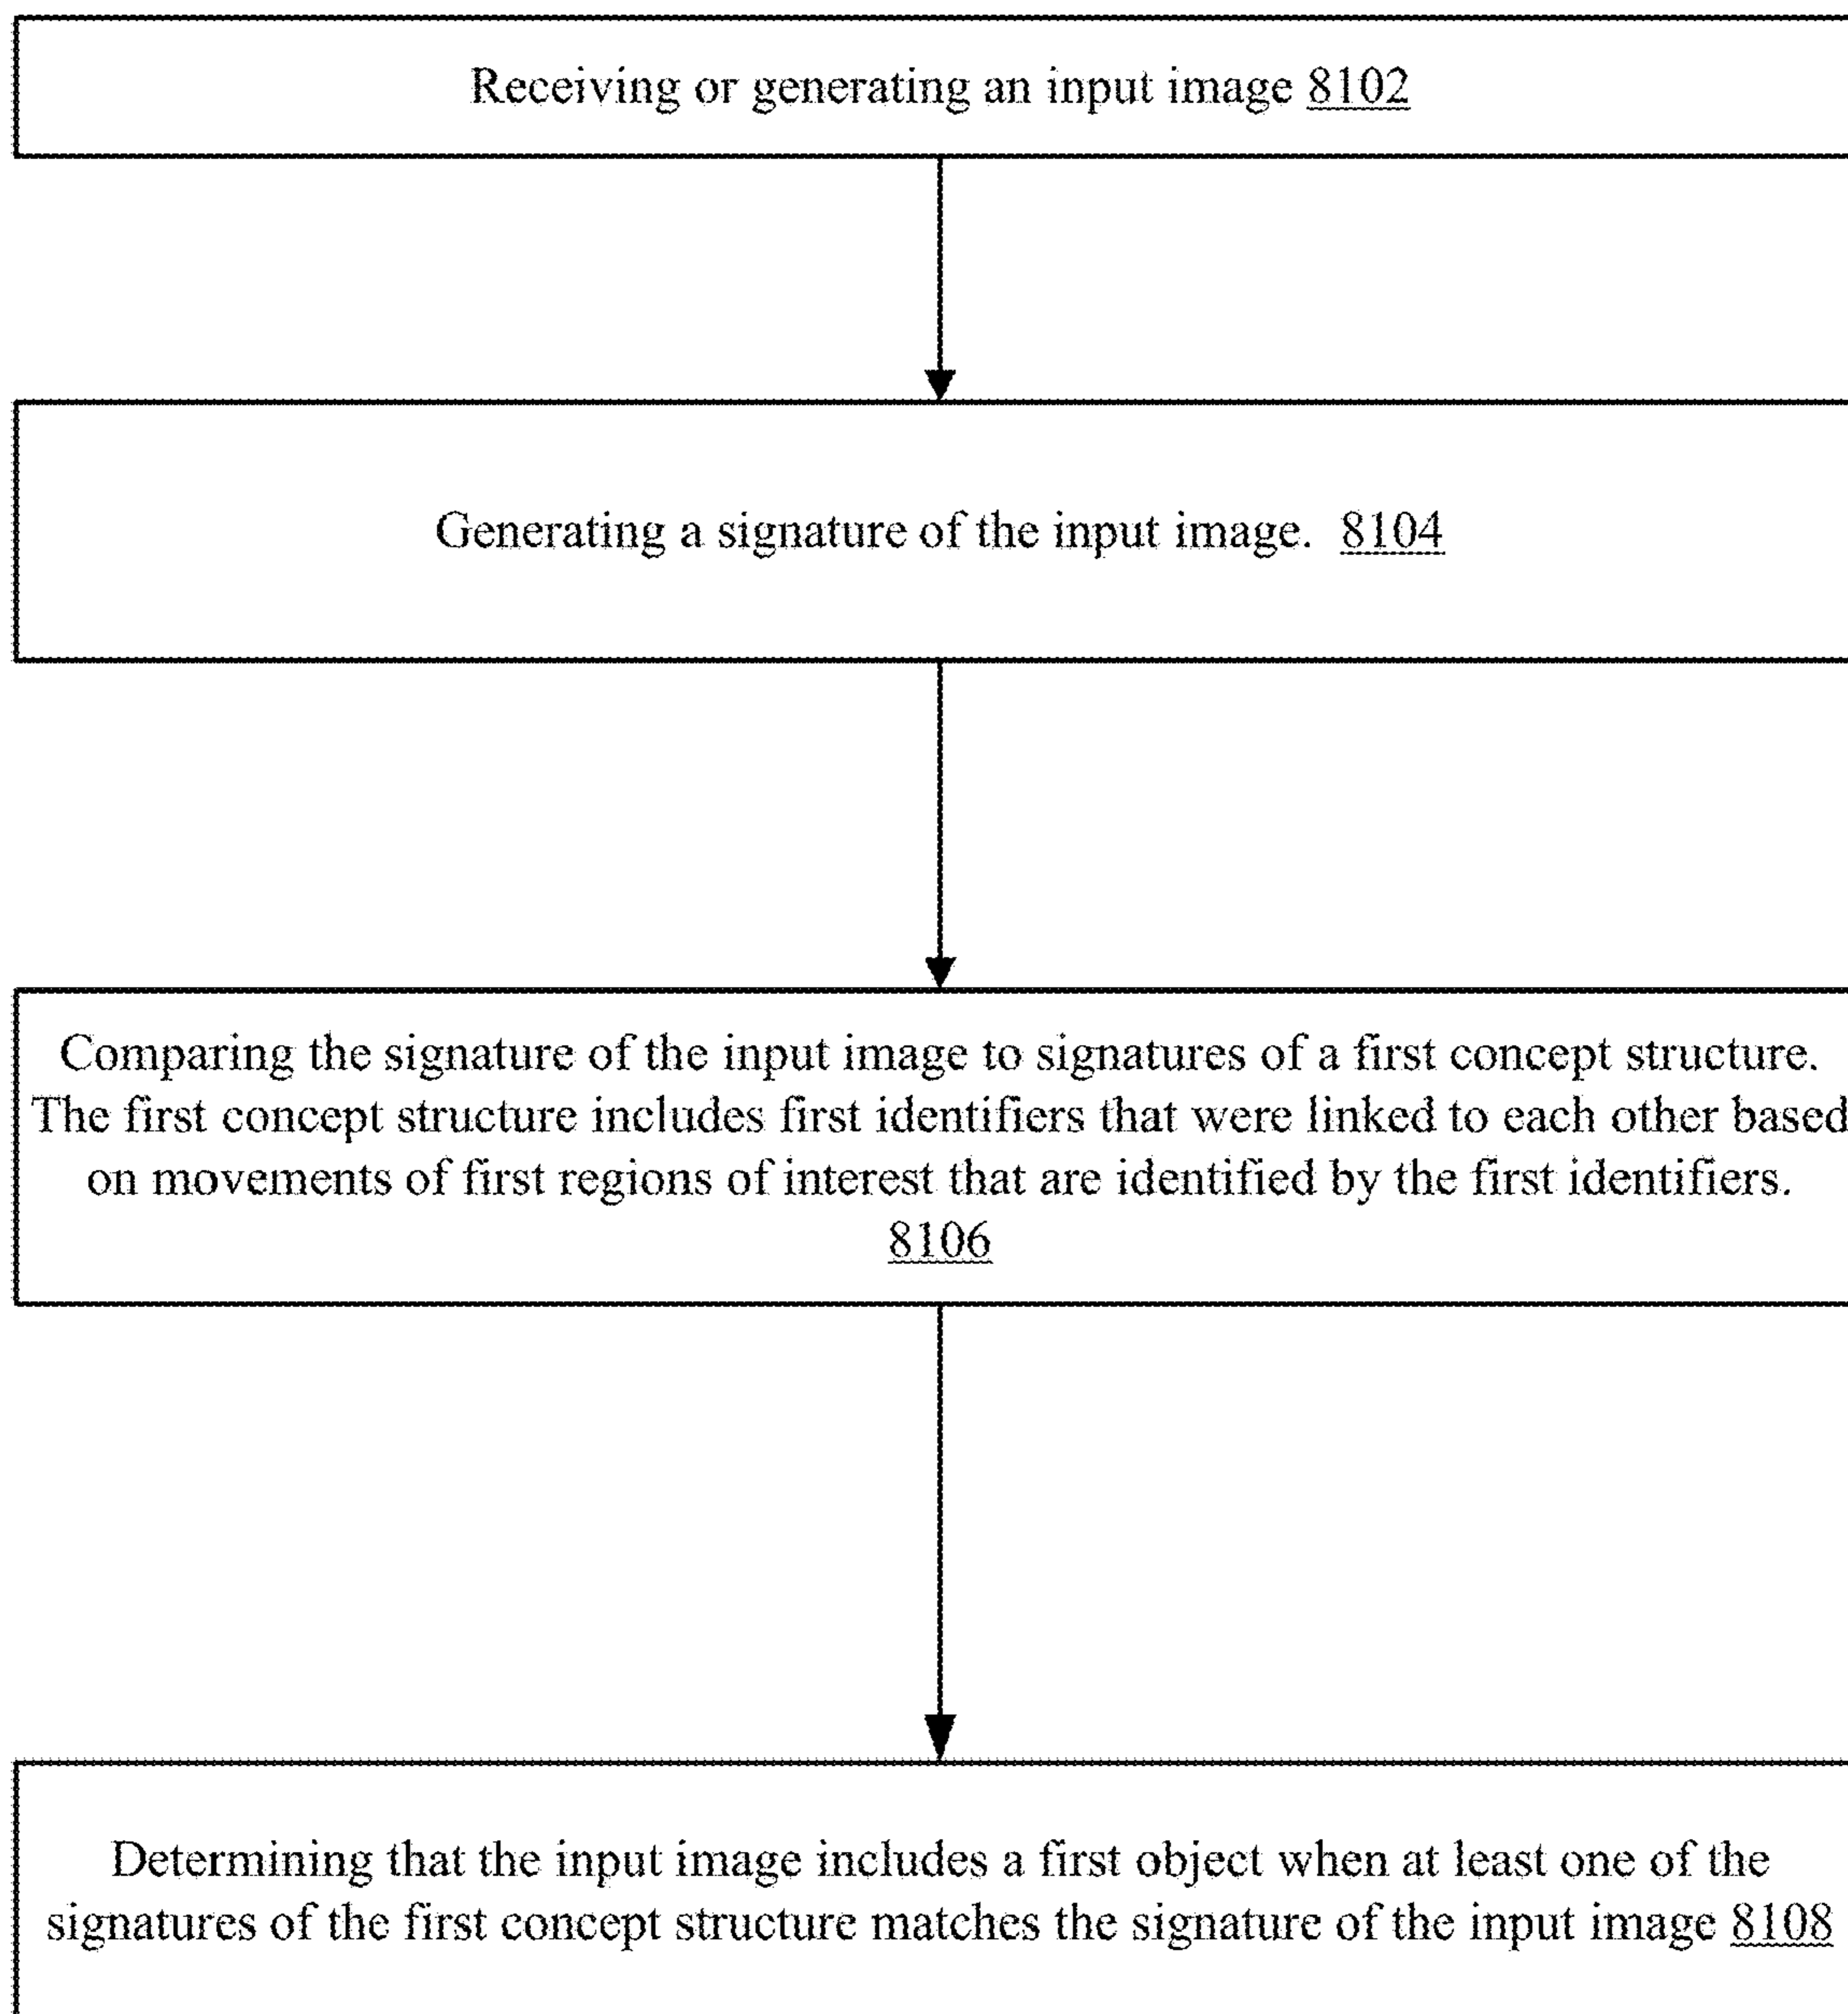 Receiving or generating an input image 8102
Generating a signature of the input image. 8104
Comparing the signature of the input image to signatures of a first concept structure.
The first concept structure includes first identifiers that were linked to each other based
on movements of first regions of interest that are identified by the first identifiers.
8106
Determining that the input image includes a first object when at least one of the
signatures of the first concept structure matches the signature of the input image 8108